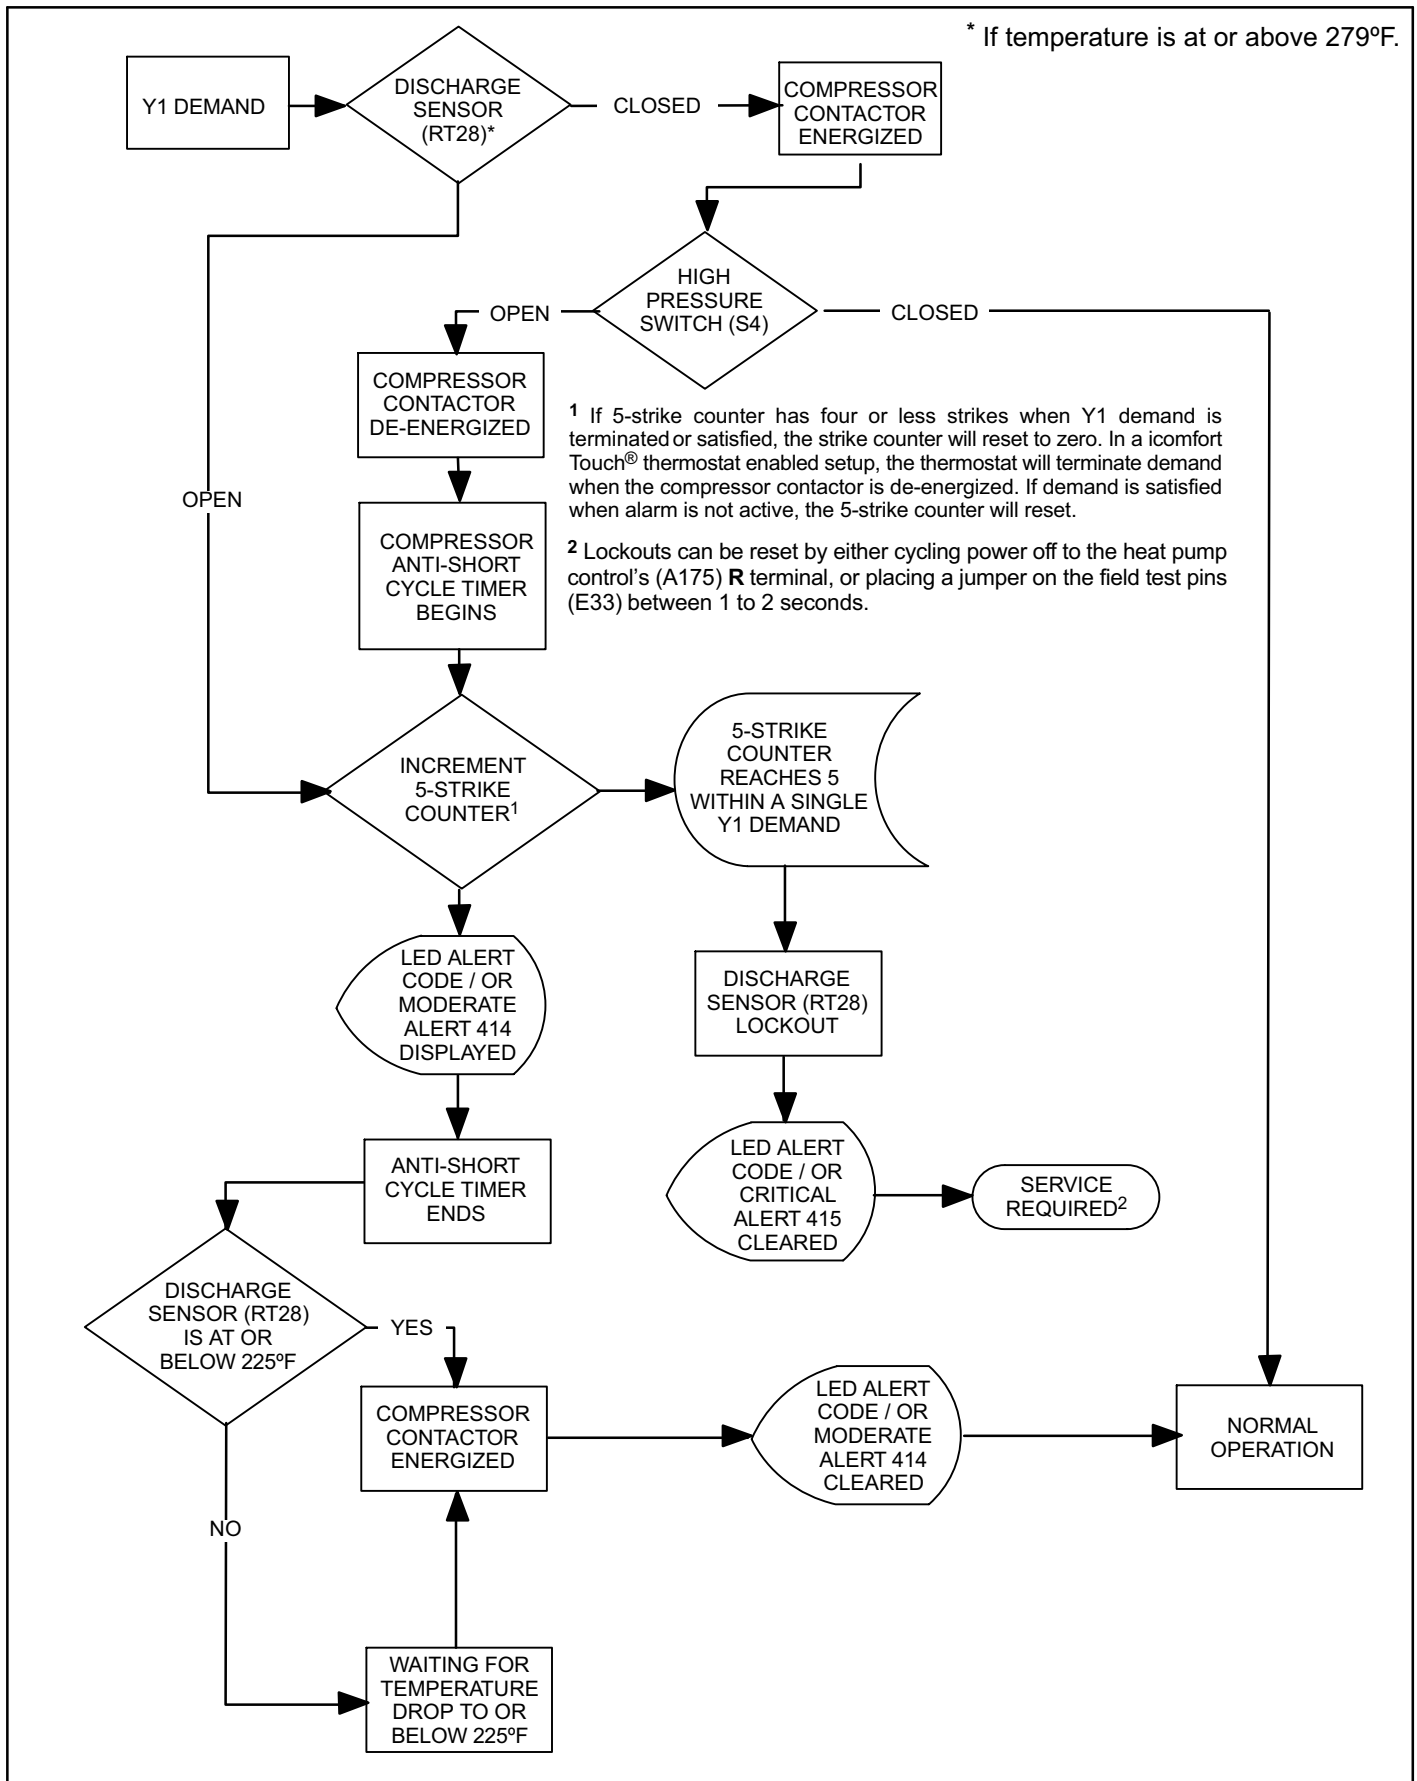 * If temperature is at or above 279ºF.
Y1 DEMAND
DISCHARGE
SENSOR
(RT28)*
CLOSED
COMPRESSOR
CONTACTOR
ENERGIZED
HIGH
PRESSURE
SWITCH (S4)
OPEN
CLOSED
COMPRESSOR
CONTACTOR
DE-ENERGIZED
1 If 5-strike counter has four or less strikes when Y1 demand is
terminated or satisfied, the strike counter will reset to zero. In a icomfort
Touch® thermostat enabled setup, the thermostat will terminate demand
when the compressor contactor is de-energized. If demand is satisfied
when alarm is not active, the 5-strike counter will reset.
2 Lockouts can be reset by either cycling power off to the heat pump
control's (A175) R terminal, or placing a jumper on the field test pins
(E33) between 1 to 2 seconds.
OPEN
COMPRESSOR
ANTI-SHORT
CYCLE TIMER
BEGINS
INCREMENT
5-STRIKE
COUNTER1
5-STRIKE
COUNTER
REACHES 5
WITHIN A SINGLE
Y1 DEMAND
LED ALERT
CODE / OR
MODERATE
ALERT 414
DISPLAYED
DISCHARGE
SENSOR (RT28)
LOCKOUT
ANTI-SHORT
CYCLE TIMER
ENDS
LED ALERT
CODE / OR
CRITICAL
ALERT 415
CLEARED
SERVICE
REQUIRED2
DISCHARGE
SENSOR (RT28)
IS AT OR
BELOW 225ºF
YES
COMPRESSOR
CONTACTOR
ENERGIZED
LED ALERT
CODE / OR
MODERATE
ALERT 414
CLEARED
NORMAL
OPERATION
NO
WAITING FOR
TEMPERATURE
DROP TO OR
BELOW 225ºF